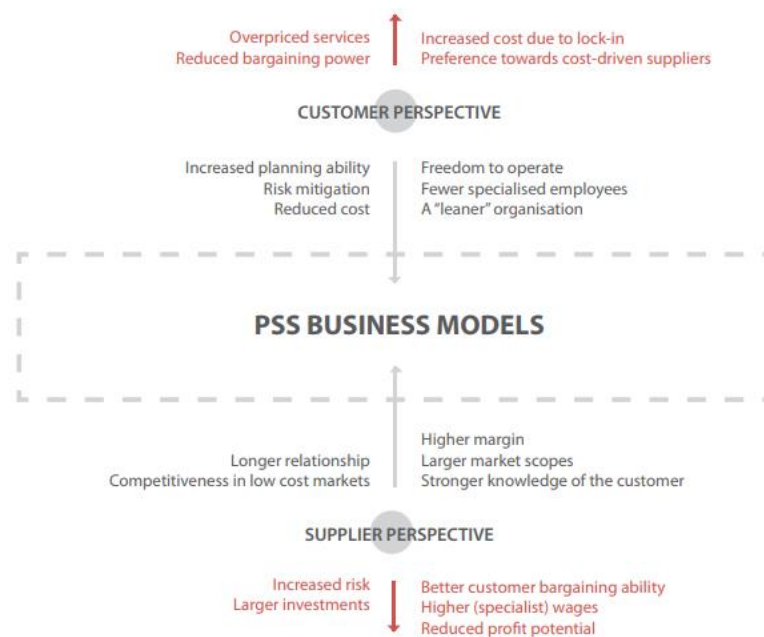 Overpriced services
Reduced bargaining power
Increased cost due to lock-in
Preference towards cost-driven suppliers
CUSTOMER PERSPECTIVE
Increased planning ability
Risk mitigation
Reduced cost
Freedom to operate
Fewer specialised employees
A "leaner" organisation
PSS BUSINESS MODELS
Longer relationship
Competitiveness in low cost markets
Higher margin
Larger market scopes
Stronger knowledge of the customer
SUPPLIER PERSPECTIVE
Increased risk
Larger investments
Better customer bargaining ability
Higher (specialist) wages
Reduced profit potential